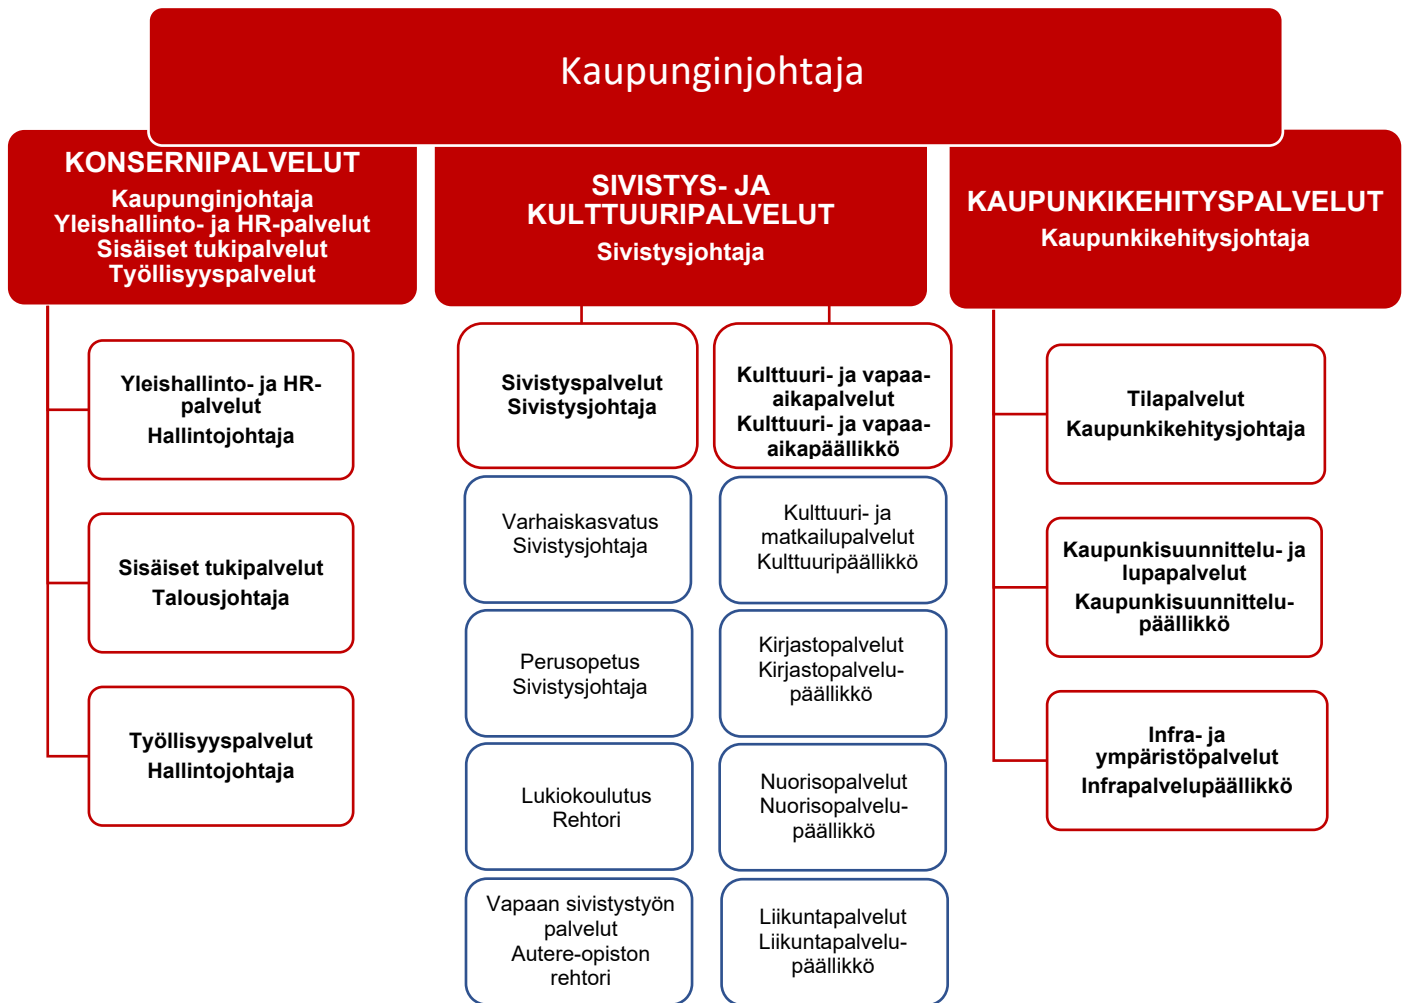 Kaupunginjohtaja
KONSERNIPALVELUT
Kaupunginjohtaja
Yleishallinto- ja HR-palvelut
Sisäiset tukipalvelut
Työllisyyspalvelut
SIVISTYS- JA
KULTTUURIPALVELUT
Sivistysjohtaja
KAUPUNKIKEHITYSPALVELUT
Kaupunkikehitysjohtaja
Yleishallinto- ja HR-
palvelut
Hallintojohtaja
Sisäiset tukipalvelut
Talousjohtaja
Työllisyyspalvelut
Hallintojohtaja
Sivistyspalvelut
Sivistysjohtaja
Varhaiskasvatus
Sivistysjohtaja
Perusopetus
Sivistysjohtaja
Lukiokoulutus
Rehtori
Vapaan sivistystyön
palvelut
Autere-opiston
rehtori
Kulttuuri- ja vapaa-
aikapalvelut
Kulttuuri- ja vapaa-
aikapäällikkö
Kulttuuri- ja
matkailupalvelut
Kulttuuripäällikkö
Kirjastopalvelut
Kirjastopalvelu-
päällikkö
Nuorisopalvelut
Nuorisopalvelu-
päällikkö
Liikuntapalvelut
Liikuntapalvelu-
päällikkö
Tilapalvelut
Kaupunkikehitysjohtaja
Kaupunkisuunnittelu- ja
lupapalvelut
Kaupunkisuunnittelu-
päällikkö
Infra- ja
ympäristöpalvelut
Infrapalvelupäällikkö